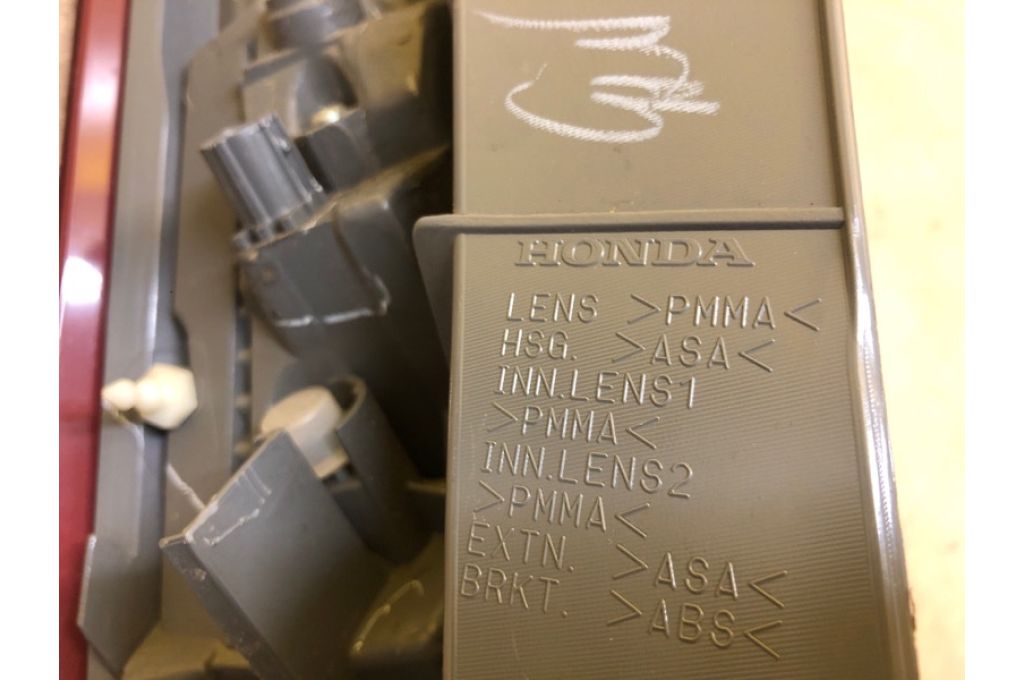 HONDA
LENS >PMMA<
HSG. >ASA<
INN.LENS1
>PMMA<
INN.LENS2
>PMMA<
EXTN. >ASA<
BRKT. >ABS<